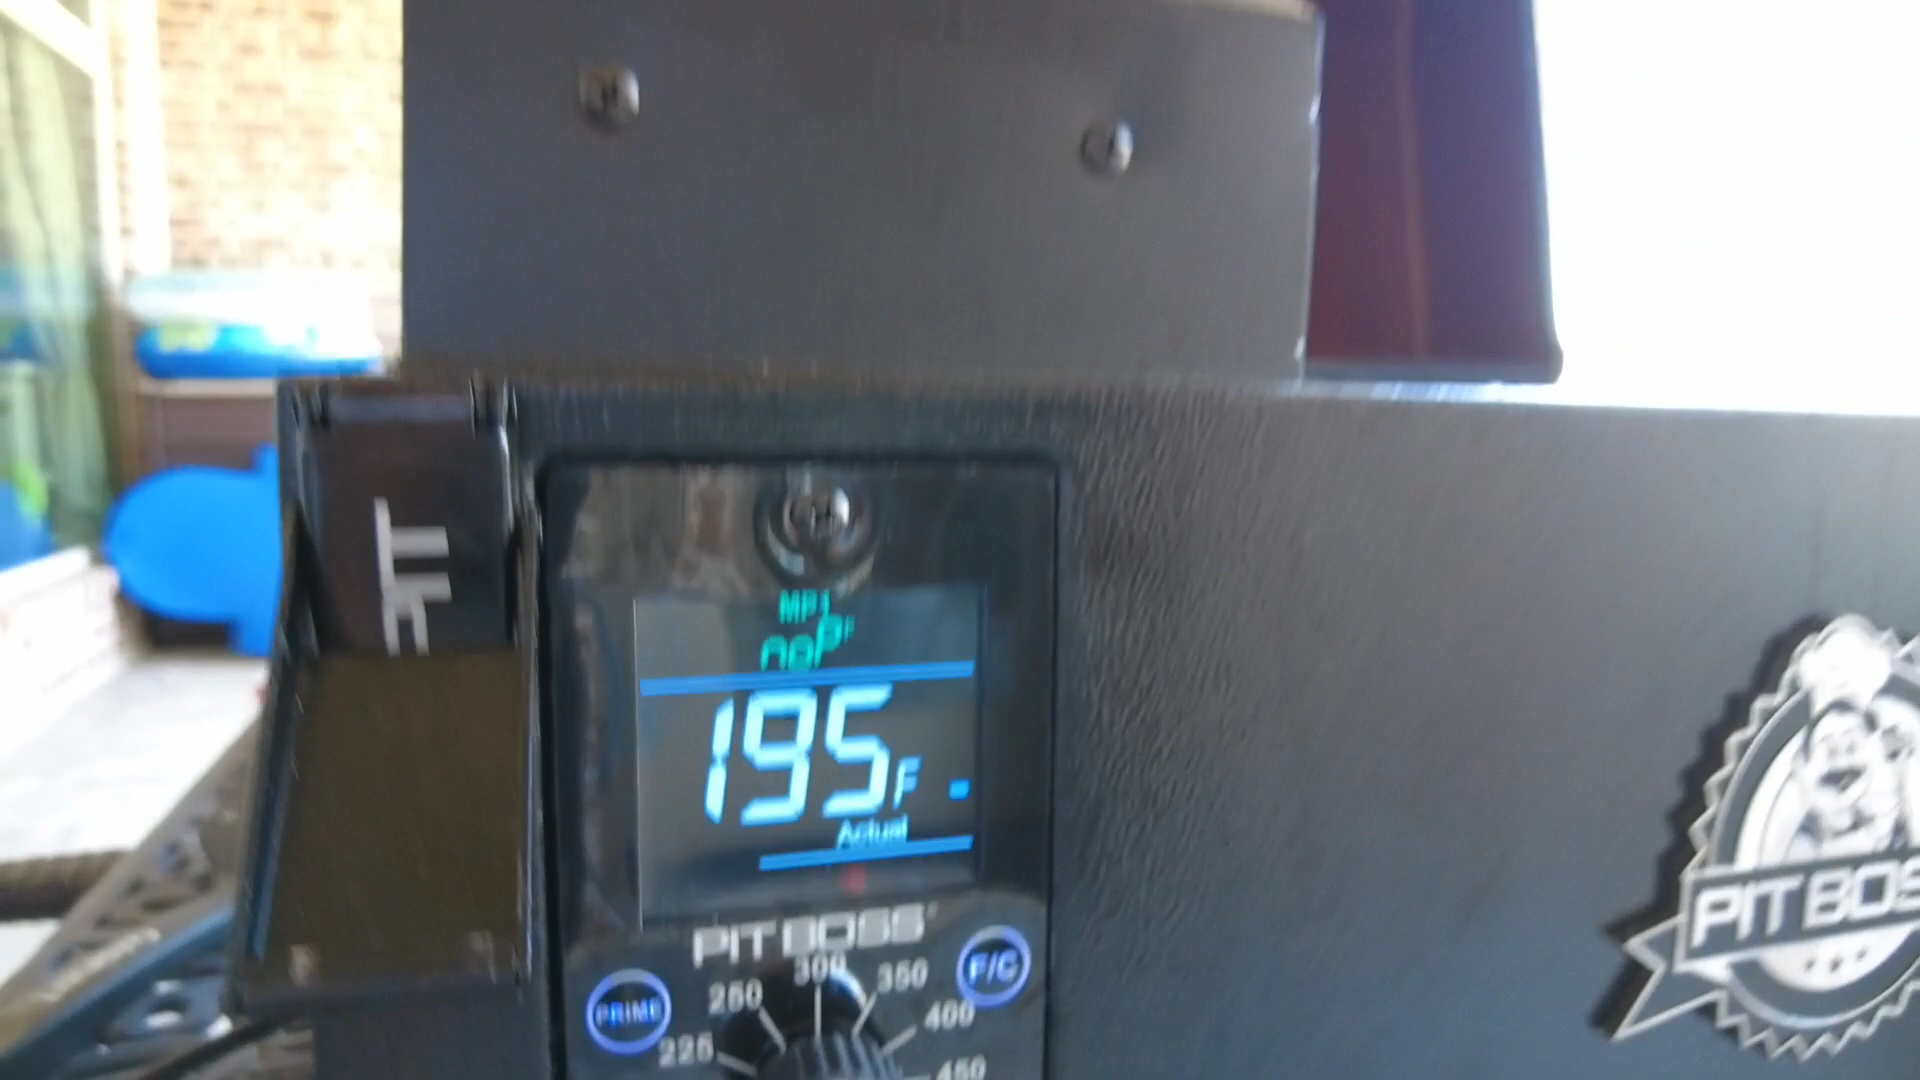 MP1
noP F
195F
Actual
PIT BOSS
PRIME
F/C
225
250
300
350
400
450
PIT BOS